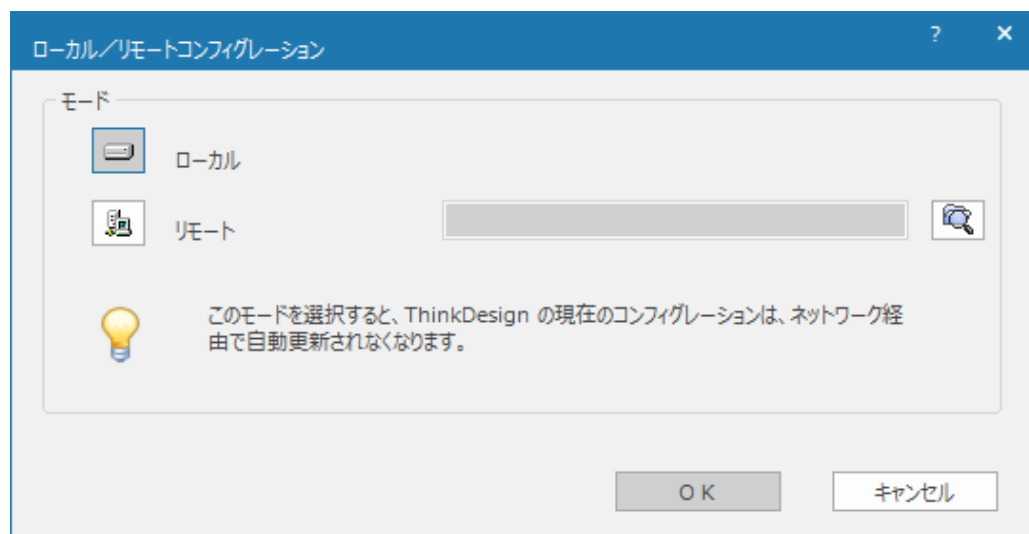 ローカル／リモートコンフィグレーション
?
モード
ローカル
リモート
このモードを選択すると、ThinkDesign の現在のコンフィグレーションは、ネットワーク経
由で自動更新されなくなります。
OK
キャンセル